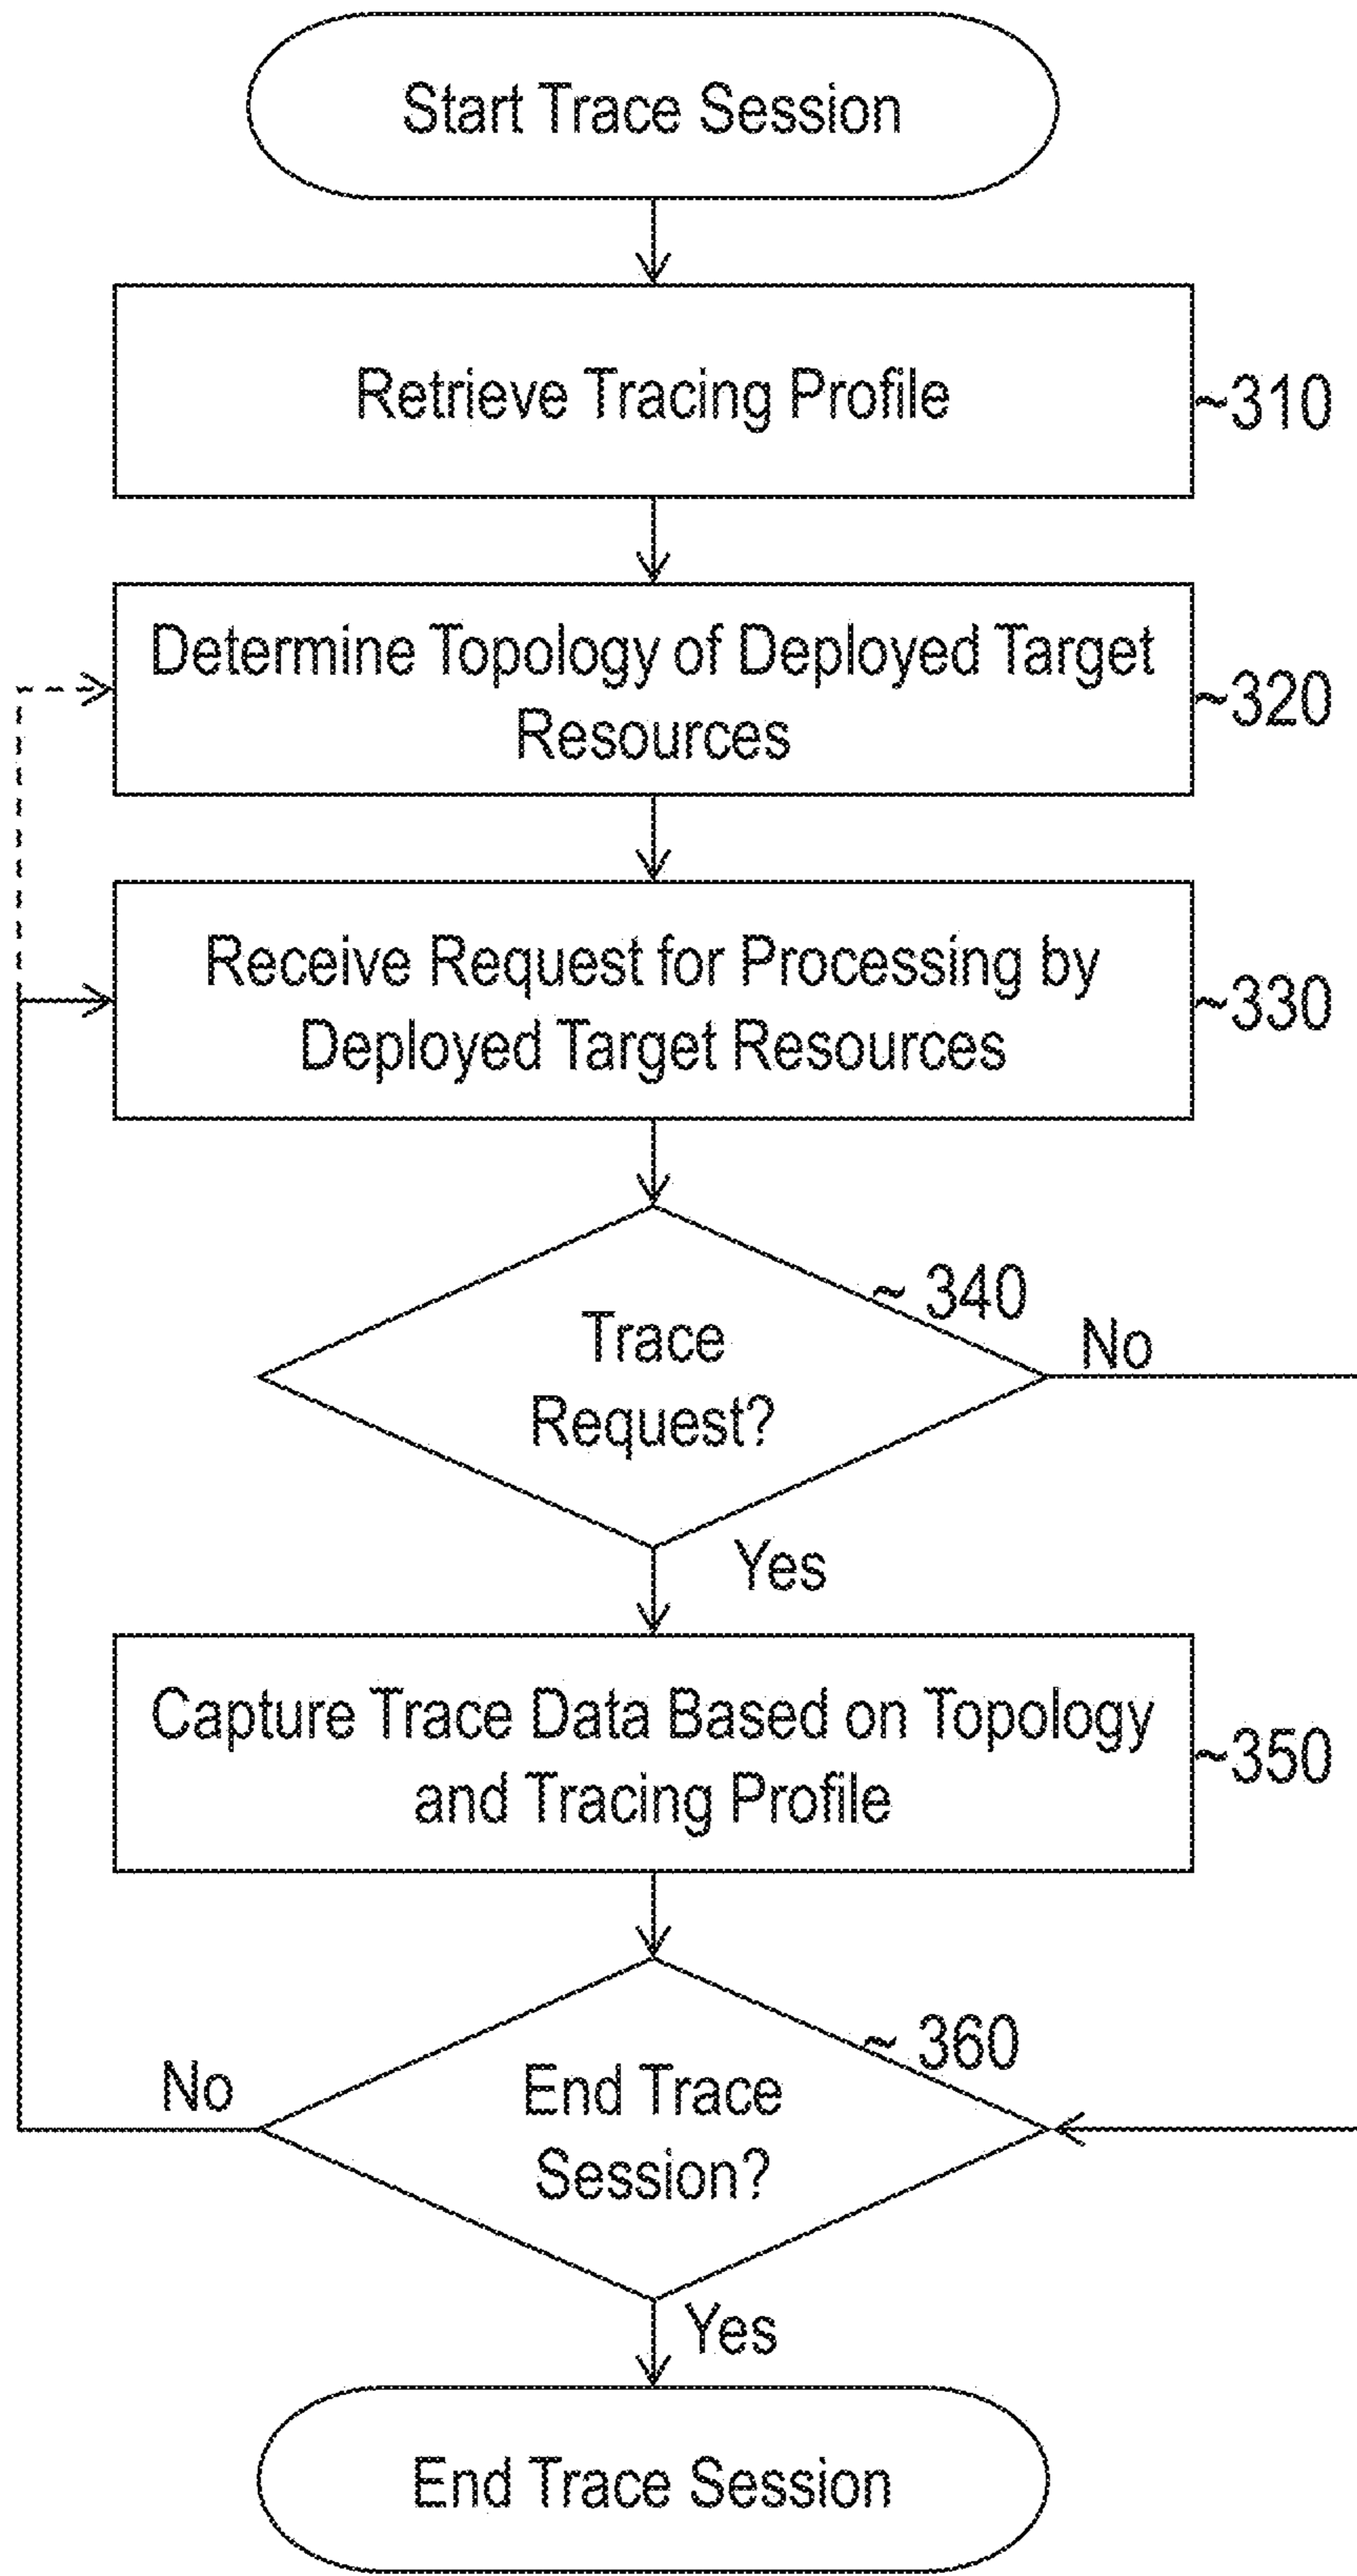 Start Trace Session
Retrieve Tracing Profile
~310
Determine Topology of Deployed Target
Resources
~320
Receive Request for Processing by
Deployed Target Resources
~330
~ 340
Trace
Request?
No
Yes
Capture Trace Data Based on Topology
and Tracing Profile
~350
~ 360
End Trace
Session?
No
Yes
End Trace Session